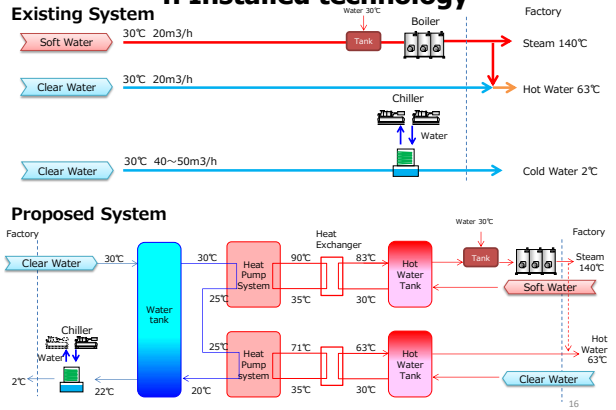 Existing System
Water 30℃
Factory
Boiler
Soft Water
30℃ 20m3/h
Tank
Steam 140℃
Clear Water
30℃ 20m3/h
Hot Water 63℃
Chiller
Water
Clear Water
30℃ 40～50m3/h
Cold Water 2℃
Proposed System
Factory
Water 30℃
Factory
Heat
Exchanger
Clear Water
30℃
30℃
Heat
Pump
System
90℃
83℃
Hot
Water
Tank
Tank
Steam
140℃
25℃
35℃
30℃
Soft Water
Water
tank
Chiller
Water
25℃
Heat
Pump
system
71℃
63℃
Hot
Water
Tank
Hot
Water
63℃
2℃
22℃
20℃
35℃
30℃
Clear Water
16